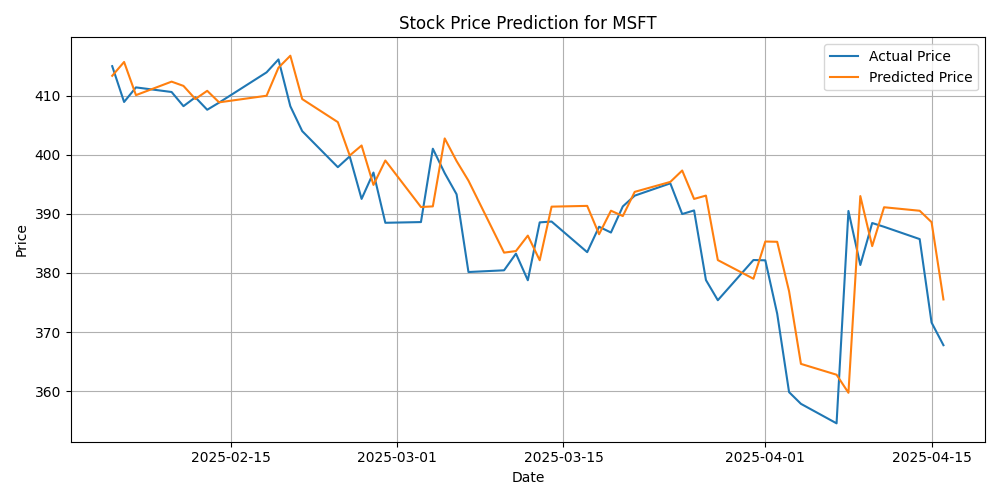 Stock Price Prediction for MSFT
Actual Price
Predicted Price
Price
410
400
390
380
370
360
2025-02-15
2025-03-01
2025-03-15
2025-04-01
2025-04-15
Date